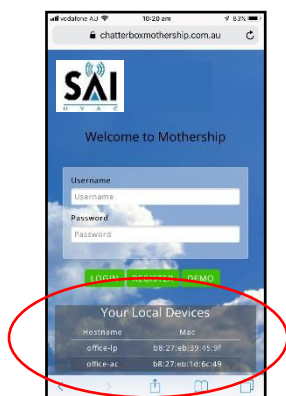 vodafone AU 10:20 am 83%
chatterboxmothership.com.au
SAI
HVAC
Welcome to Mothership
Username
Username
Password
Password
LOGIN REGISTER DEMO
Your Local Devices
Hostname Mac
office-lp b8:27:eb:39:45:9f
office-ac b8:27:eb:1d:6c:49